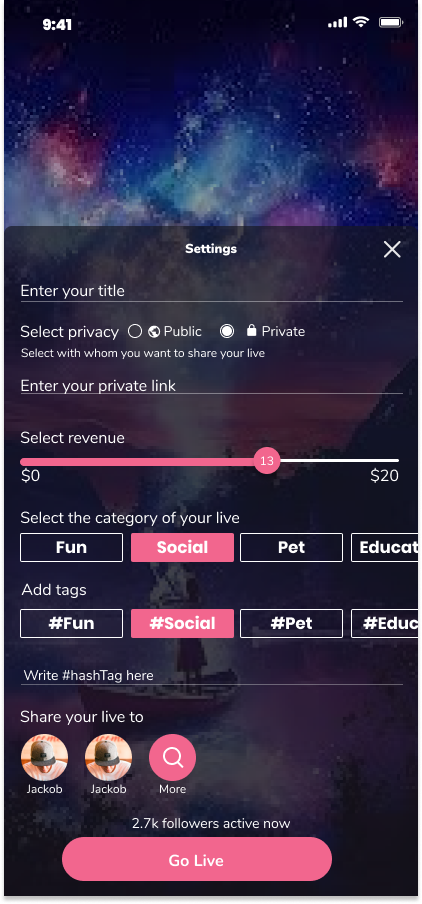 9:41
Settings
Enter your title
Select privacy Public Private
Select with whom you want to share your live
Enter your private link
Select revenue
13
$0 $20
Select the category of your live
Fun Social Pet Educat
Add tags
#Fun #Social #Pet #Educ
Write #hashTag here
Share your live to
Jackob Jackob More
2.7k followers active now
Go Live